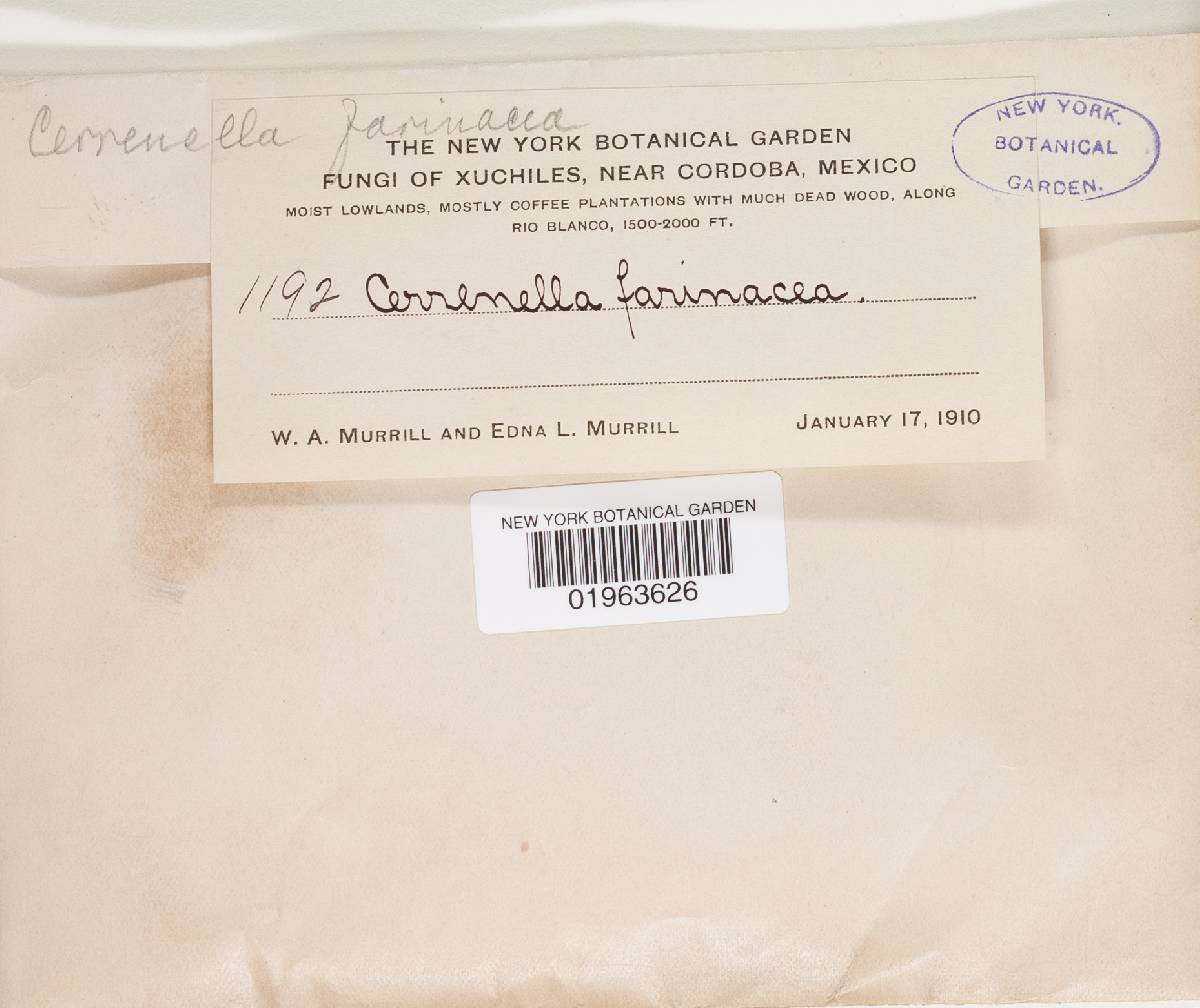 Cerrenella farinacea
NEW YORK.
BOTANICAL
GARDEN.
THE NEW YORK BOTANICAL GARDEN
FUNGI OF XUCHILES, NEAR CORDOBA, MEXICO
MOIST LOWLANDS, MOSTLY COFFEE PLANTATIONS WITH MUCH DEAD WOOD, ALONG
RIO BLANCO, 1500-2000 FT.
1192 Cerrenella farinacea.
W. A. MURRILL AND EDNA L. MURRILL JANUARY 17, 1910
NEW YORK BOTANICAL GARDEN
01963626